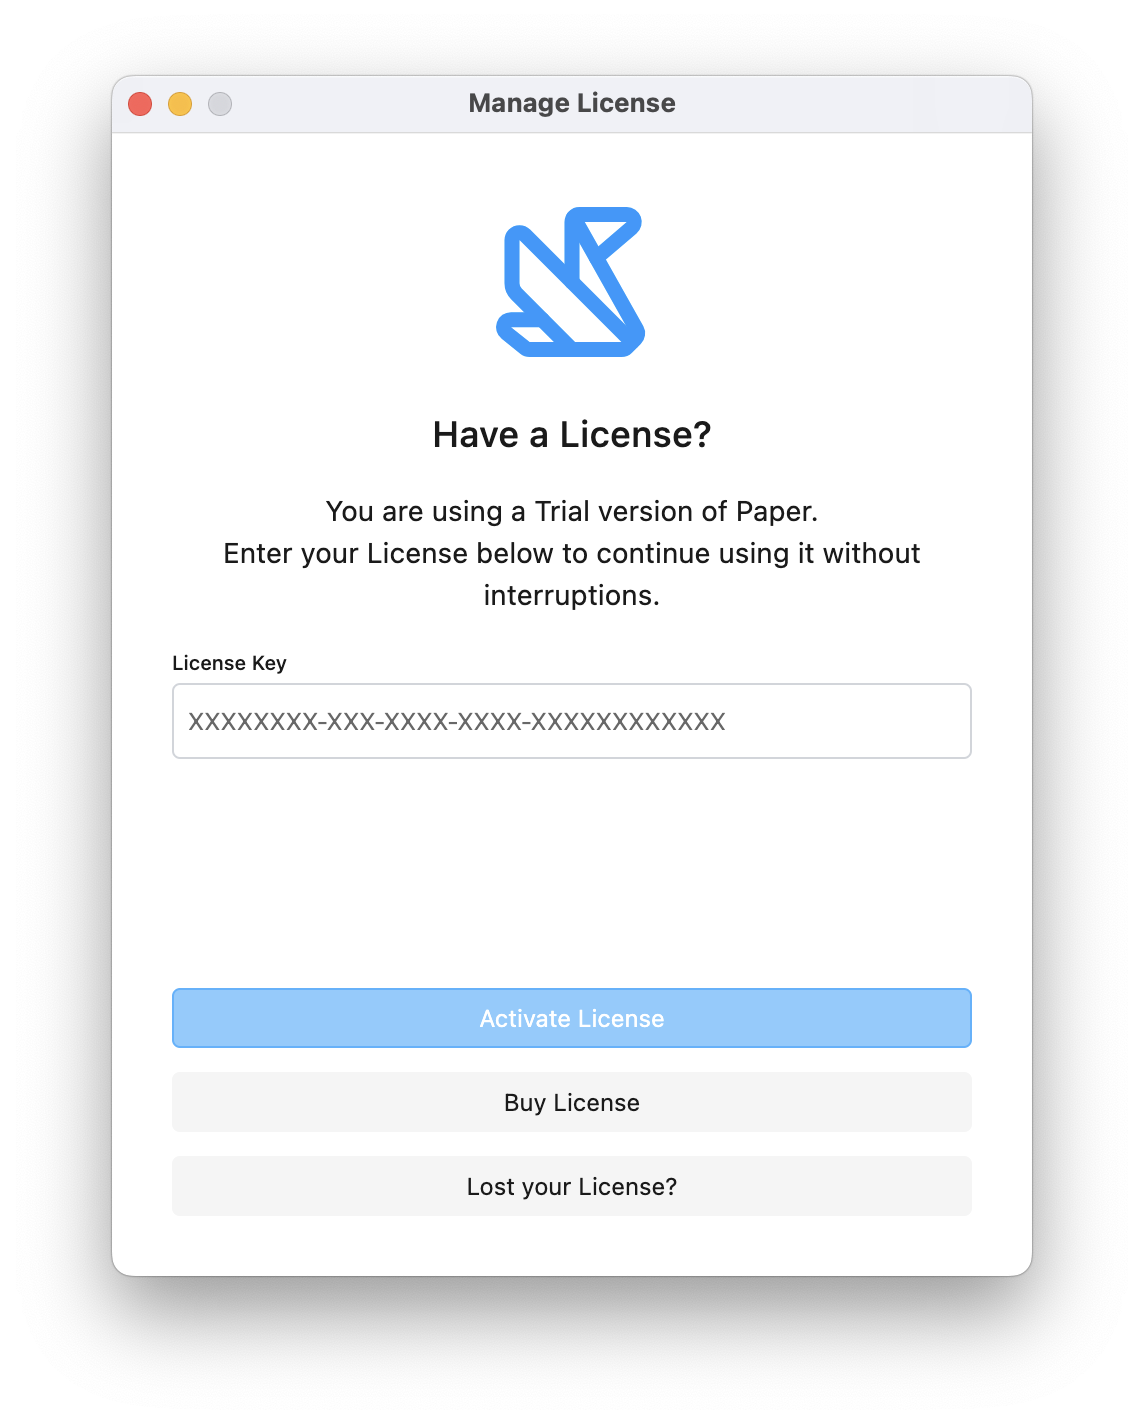 Manage License
Have a License?
You are using a Trial version of Paper.
Enter your License below to continue using it without
interruptions.
License Key
XXXXXXXX-XXX-XXXX-XXXX-XXXXXXXXXXXX
Activate License
Buy License
Lost your License?